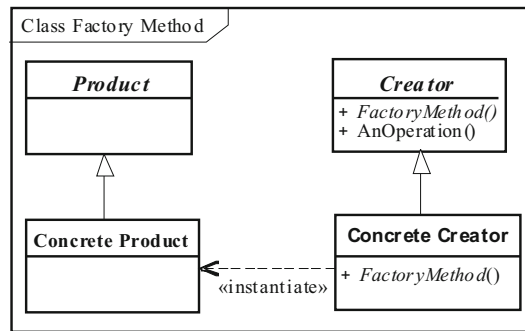 Class Factory Method
Product
Creator
+ FactoryMethod()
+ AnOperation()
Concrete Product
Concrete Creator
+ FactoryMethod()
«instantiate»